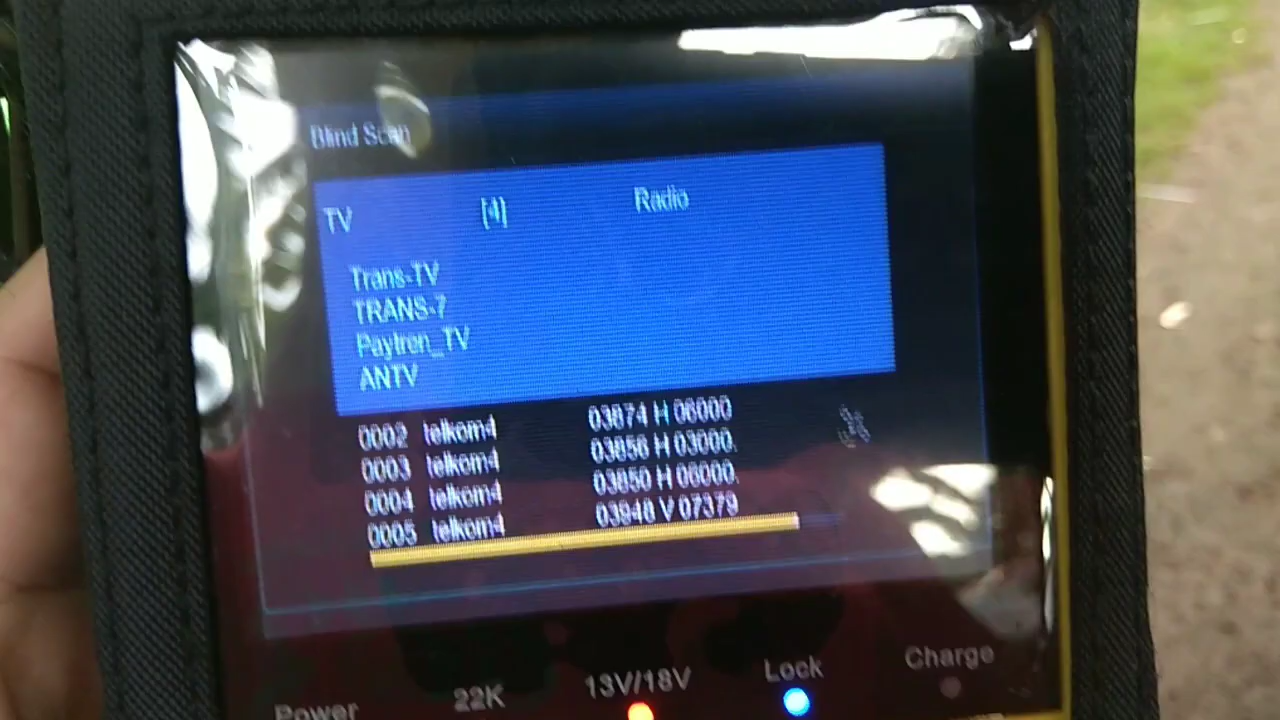 Blind Scan
TV [4] Radio
Trans-TV
TRANS-7
Paytren_TV
ANTV
0002 telkom4 03874 H 06000
0003 telkom4 03856 H 03000.
0004 telkom4 03850 H 06000.
0005 telkom4 03948 V 07379
Power 22K 13V/18V Lock Charge